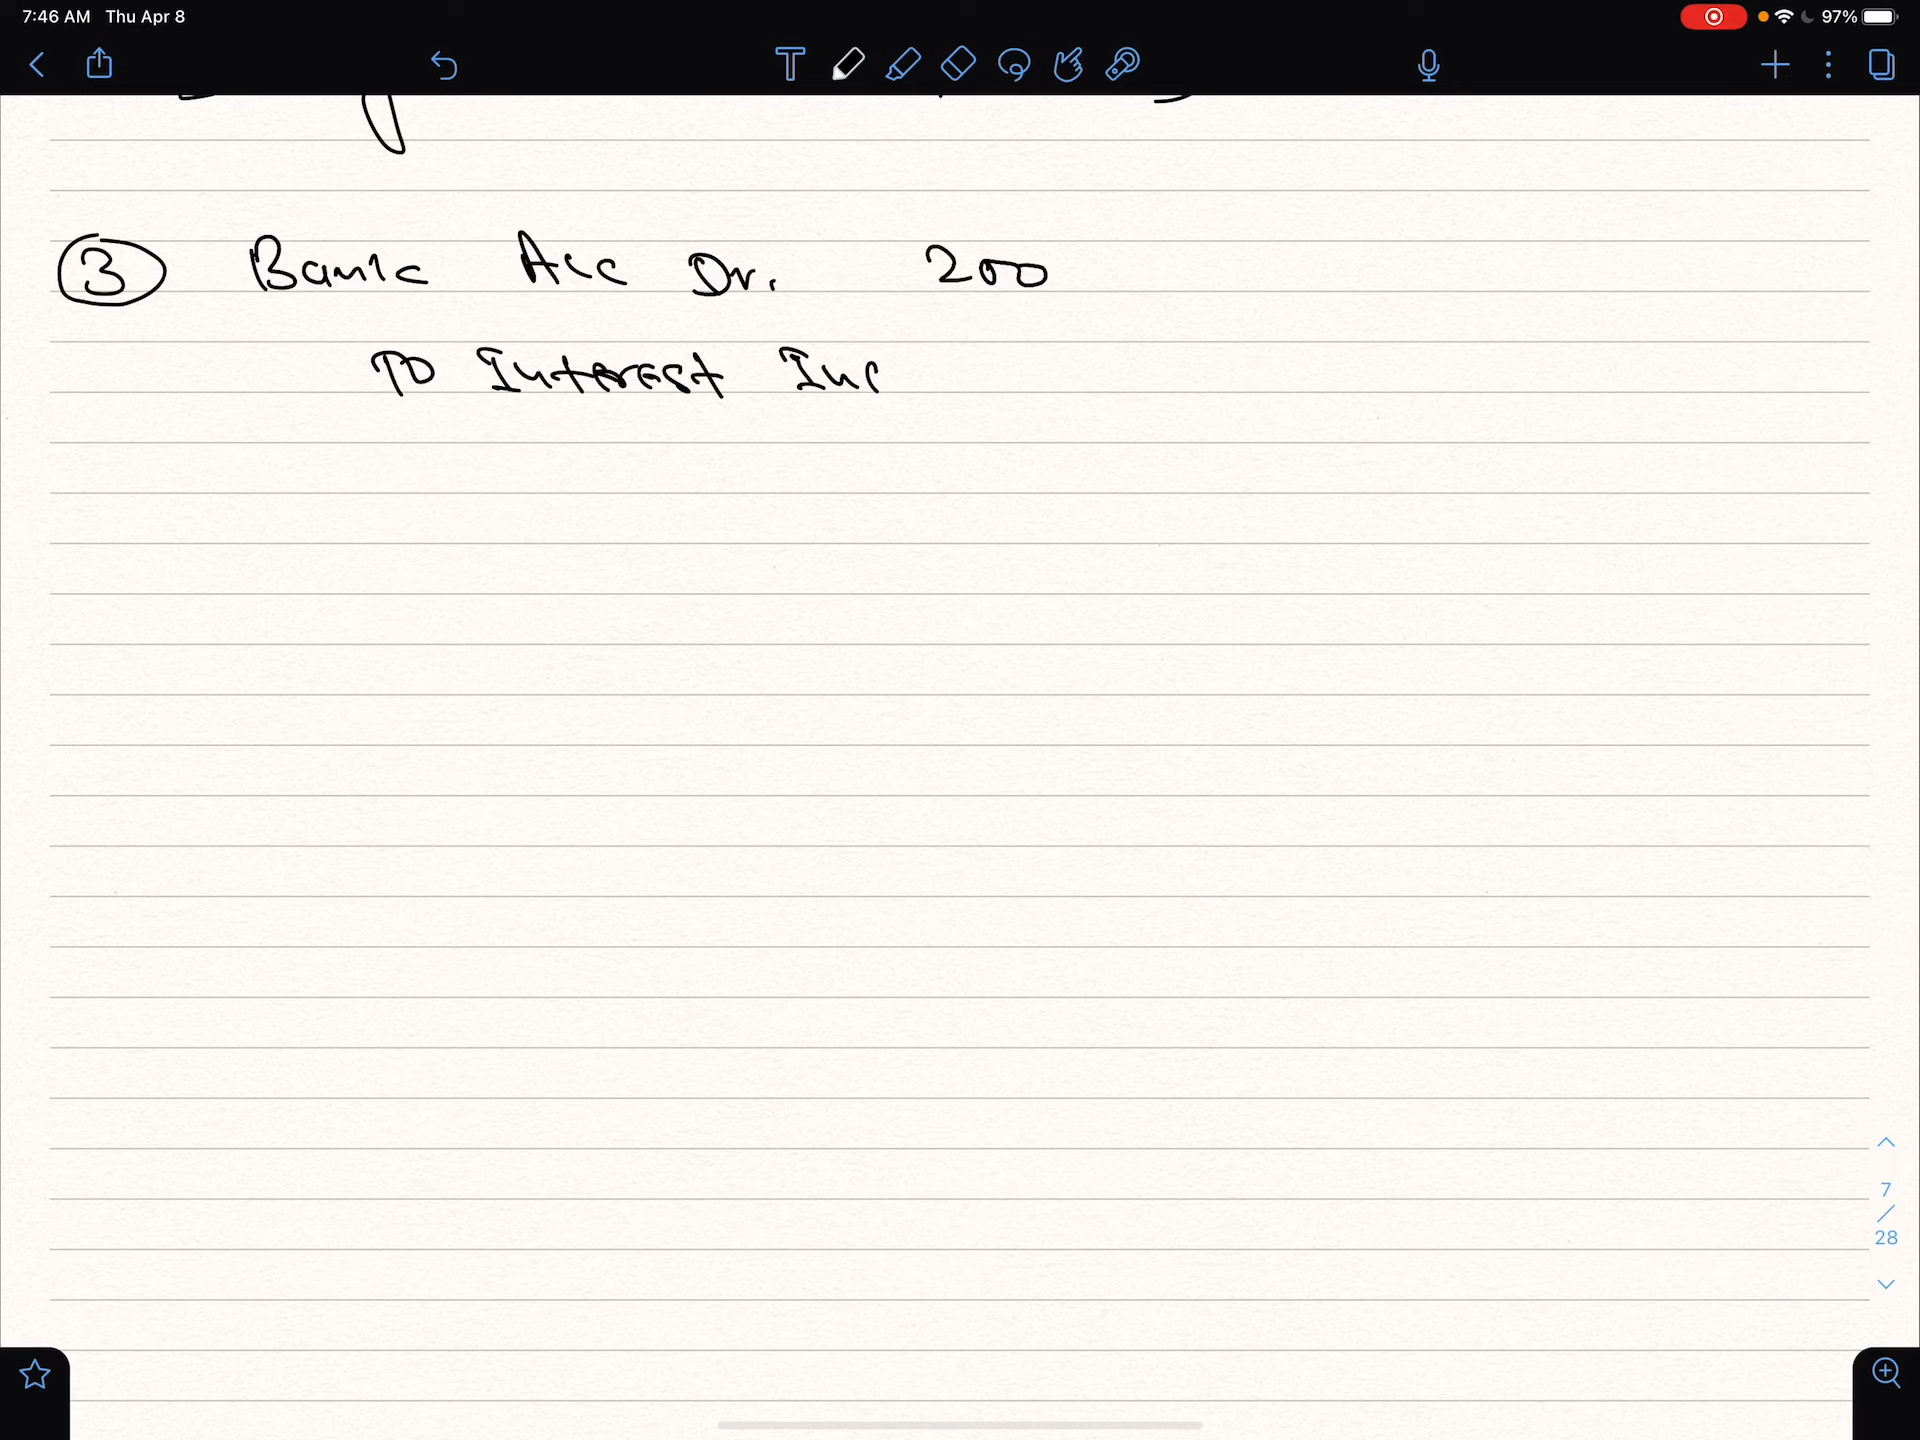 7:46 AM Thu Apr 8 97%
3 Bank Acc Dr. 200
To Interest Inc
7
/
28